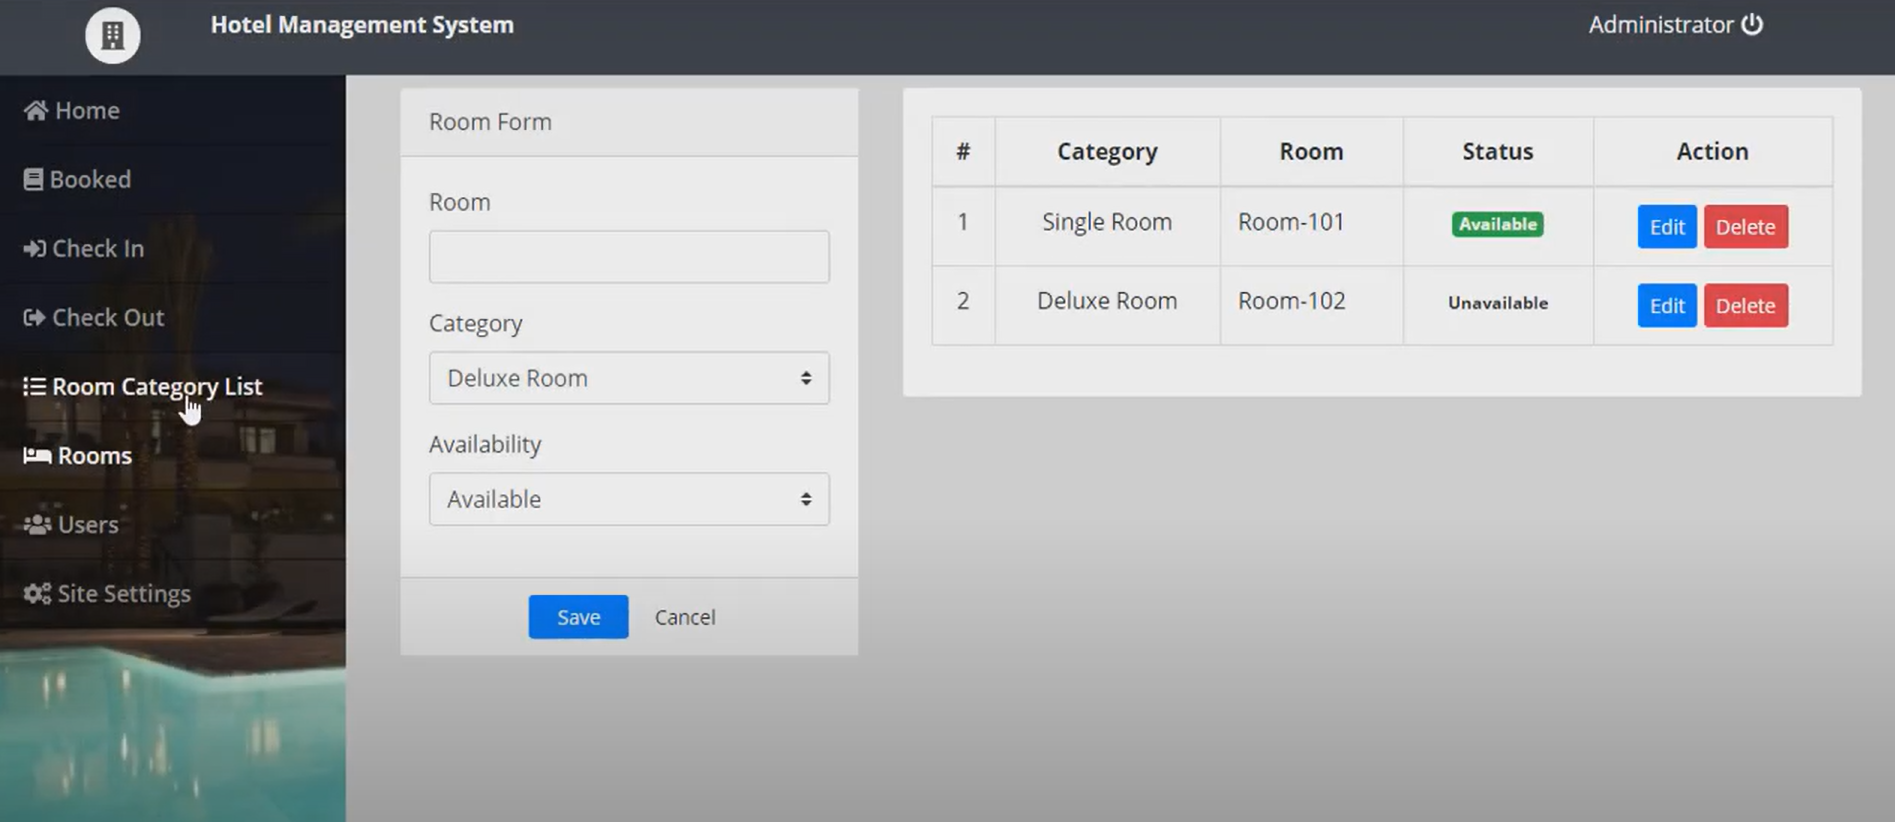 Hotel Management System
Administrator
Home
Booked
Check In
Check Out
Room Category List
Rooms
Users
Site Settings
Room Form
Room
Category
Deluxe Room
Availability
Available
Save Cancel
# Category Room Status Action
1 Single Room Room-101 Available Edit Delete
2 Deluxe Room Room-102 Unavailable Edit Delete